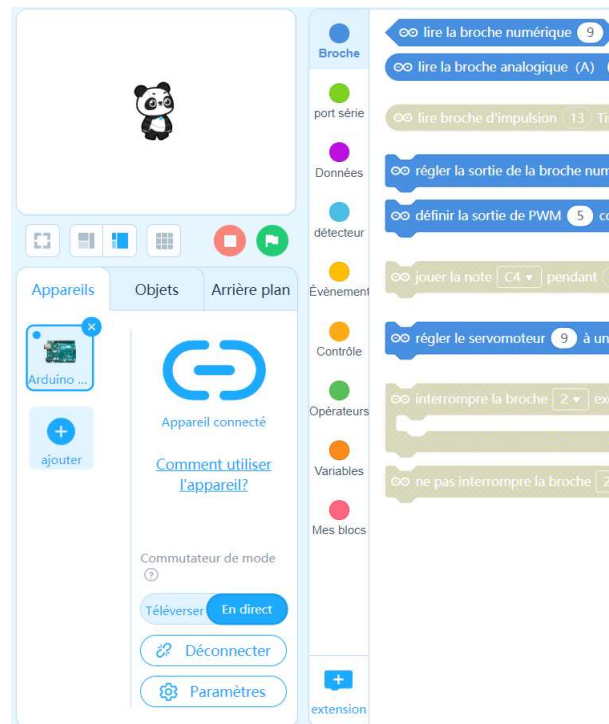 Broche
port série
Données
détecteur
Évènement
Contrôle
Opérateurs
Variables
Mes blocs
extension
lire la broche numérique 9
lire la broche analogique (A)
lire broche d'impulsion 13
régler la sortie de la broche
définir la sortie de PWM 5
jouer la note C4 pendant
régler le servomoteur 9 à un
interrompre la broche 2
ne pas interrompre la broche 2
Appareils Objets Arrière plan
Arduino ...
ajouter
Appareil connecté
Comment utiliser
l'appareil?
Commutateur de mode
?
Téléverser En direct
Déconnecter
Paramètres